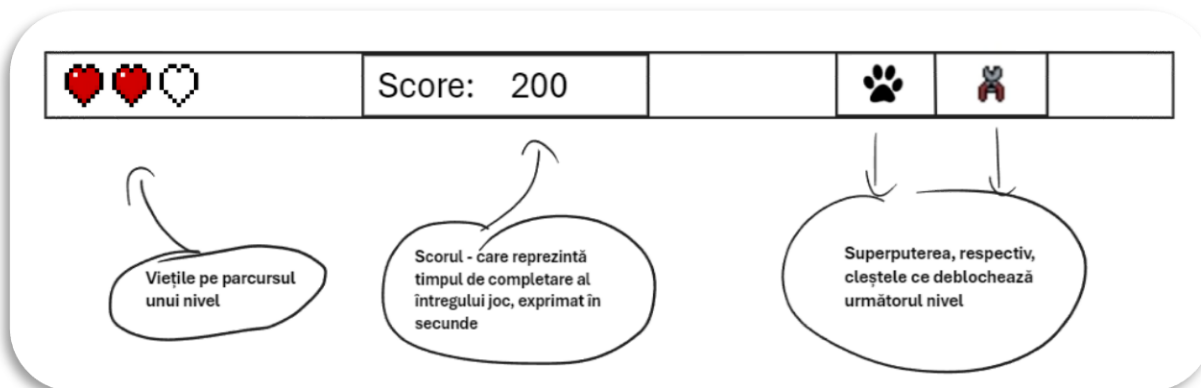 Score: 200
Viețile pe parcursul
unui nivel
Scorul - care reprezintă
timpul de completare al
întregului joc, exprimat în
secunde
Superputerea, respectiv,
cleștele ce deblochează
următorul nivel